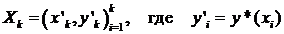 X_k = (x'_k, y'_k)_{i=1}^{k}, где y'_i = y*(x_i)